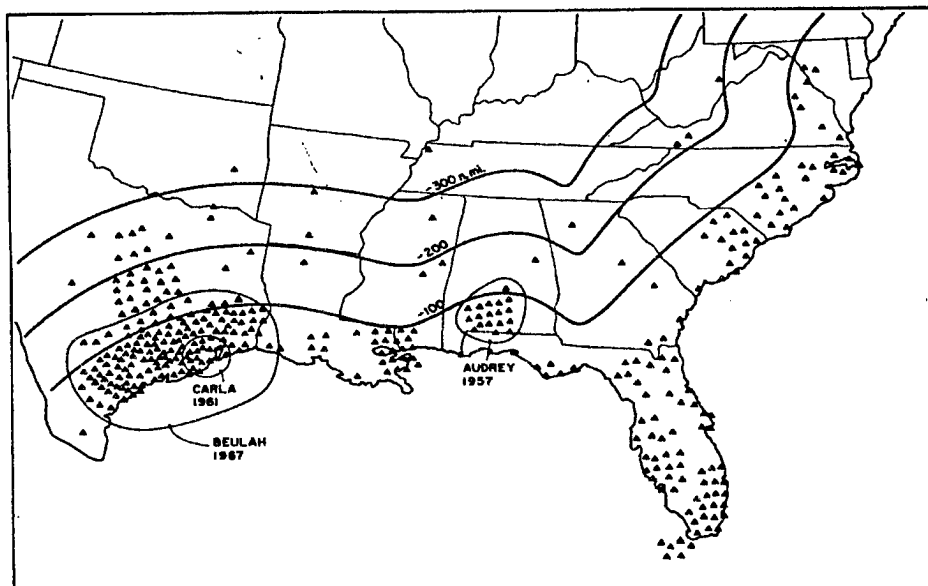 -300 n.mi.
-200
-100
CARLA
1961
AUDREY
1957
BEULAH
1967